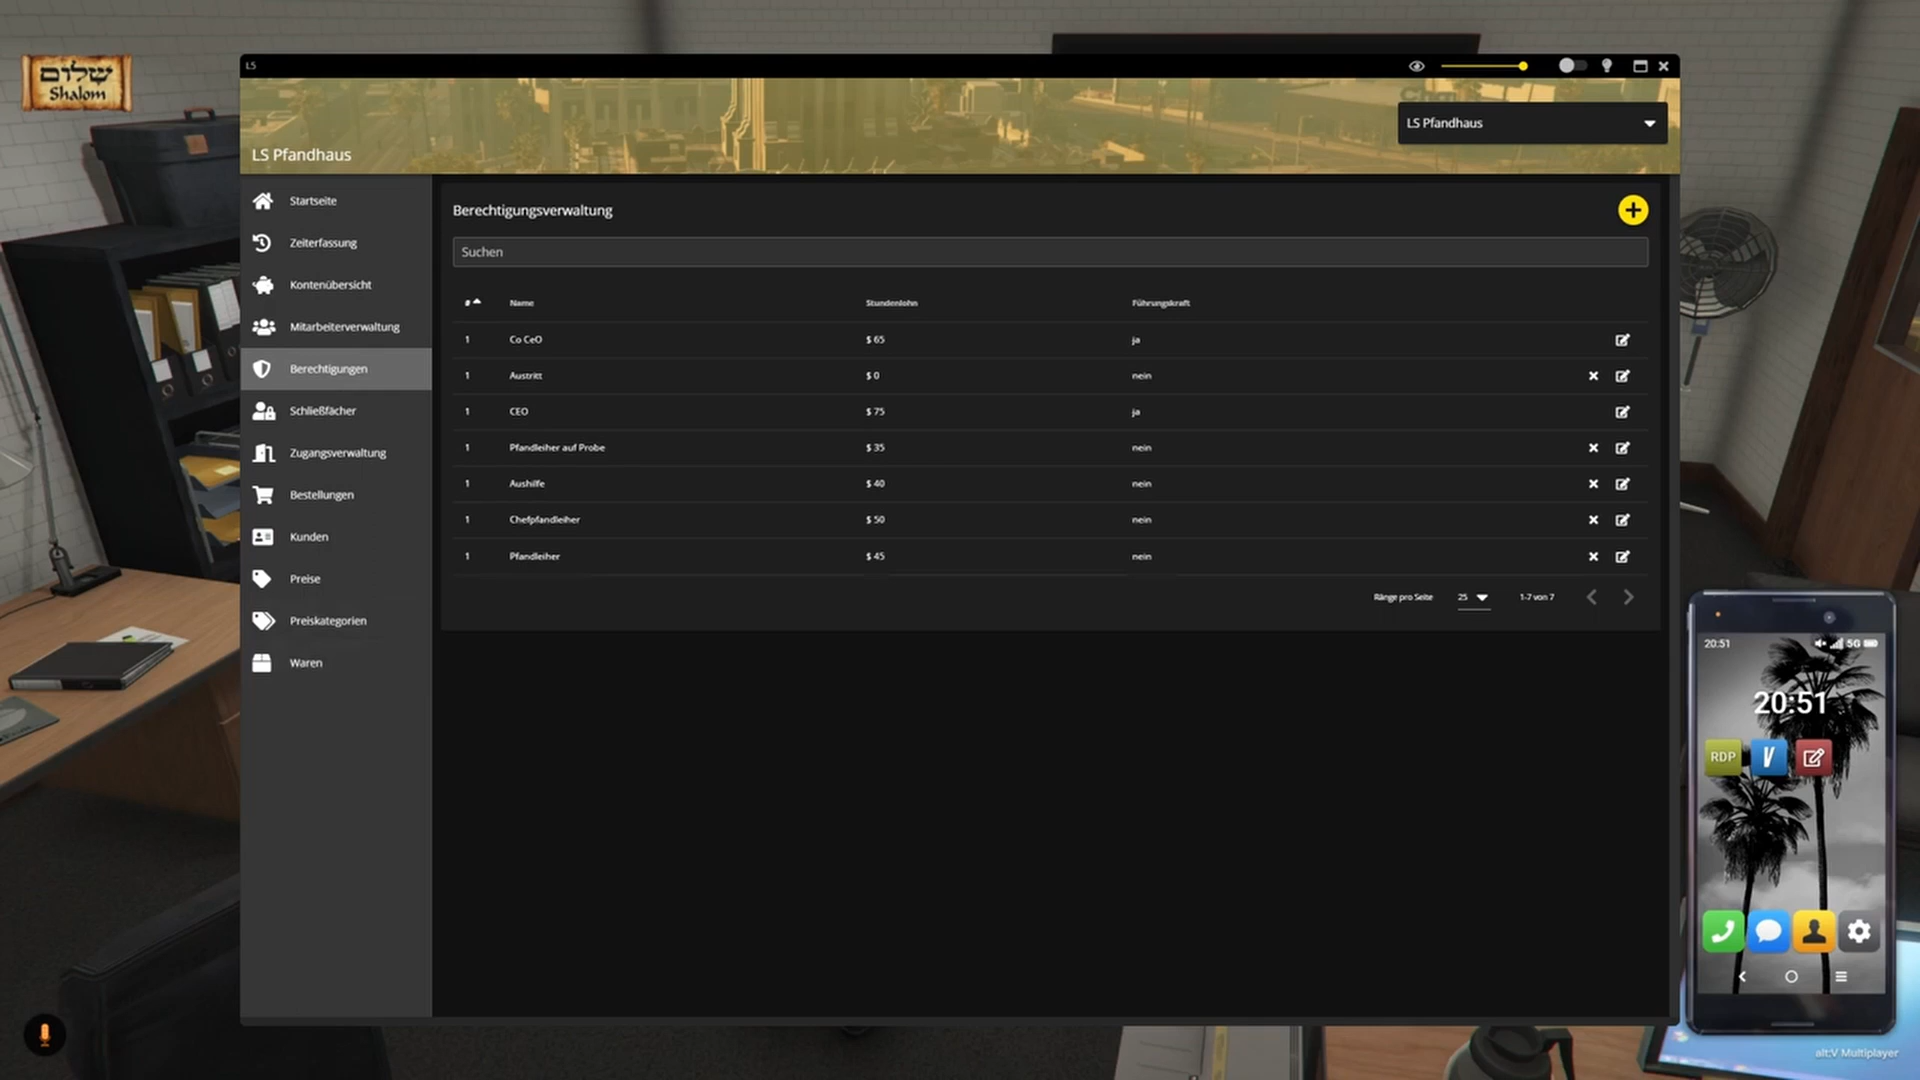 שלום
Shalom
LS
LS Pfandhaus
LS Pfandhaus
Startseite
Zeiterfassung
Kontenübersicht
Mitarbeiterverwaltung
Berechtigungen
Schließfächer
Zugangsverwaltung
Bestellungen
Kunden
Preise
Preiskategorien
Waren
Berechtigungsverwaltung
Suchen
# Name Stundenlohn Führungskraft
1 Co CeO $ 65 ja
1 Austritt $ 0 nein
1 CEO $ 75 ja
1 Pfandleiher auf Probe $ 35 nein
1 Aushilfe $ 40 nein
1 Chefpfandleiher $ 50 nein
1 Pfandleiher $ 45 nein
Ränge pro Seite 25 1-7 von 7
20:51 5G
20:51
RDP V
alt:V Multiplayer